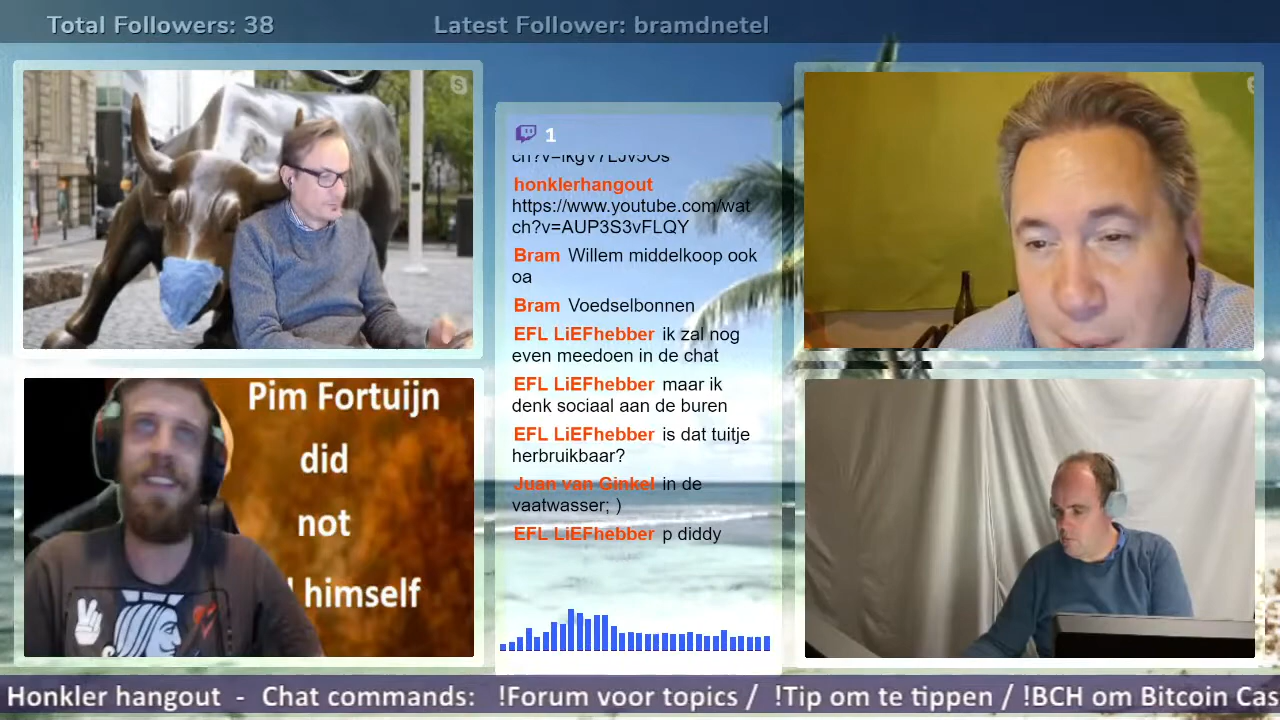 Total Followers: 38
Latest Follower: bramdnetel
1
ch?v=ikgV7LJv5Os
honklerhangout
https://www.youtube.com/wat
ch?v=AUP3S3vFLQY
Bram Willem middelkoop ook
oa
Bram Voedselbonnen
EFL LiEFhebber ik zal nog
even meedoen in de chat
EFL LiEFhebber maar ik
denk sociaal aan de buren
EFL LiEFhebber is dat tuitje
herbruikbaar?
Juan van Ginkel in de
vaatwasser; )
EFL LiEFhebber p diddy
Pim Fortuijn
did
not
himself
Honkler hangout - Chat commands: !Forum voor topics / !Tip om te tippen / !BCH om Bitcoin Cas